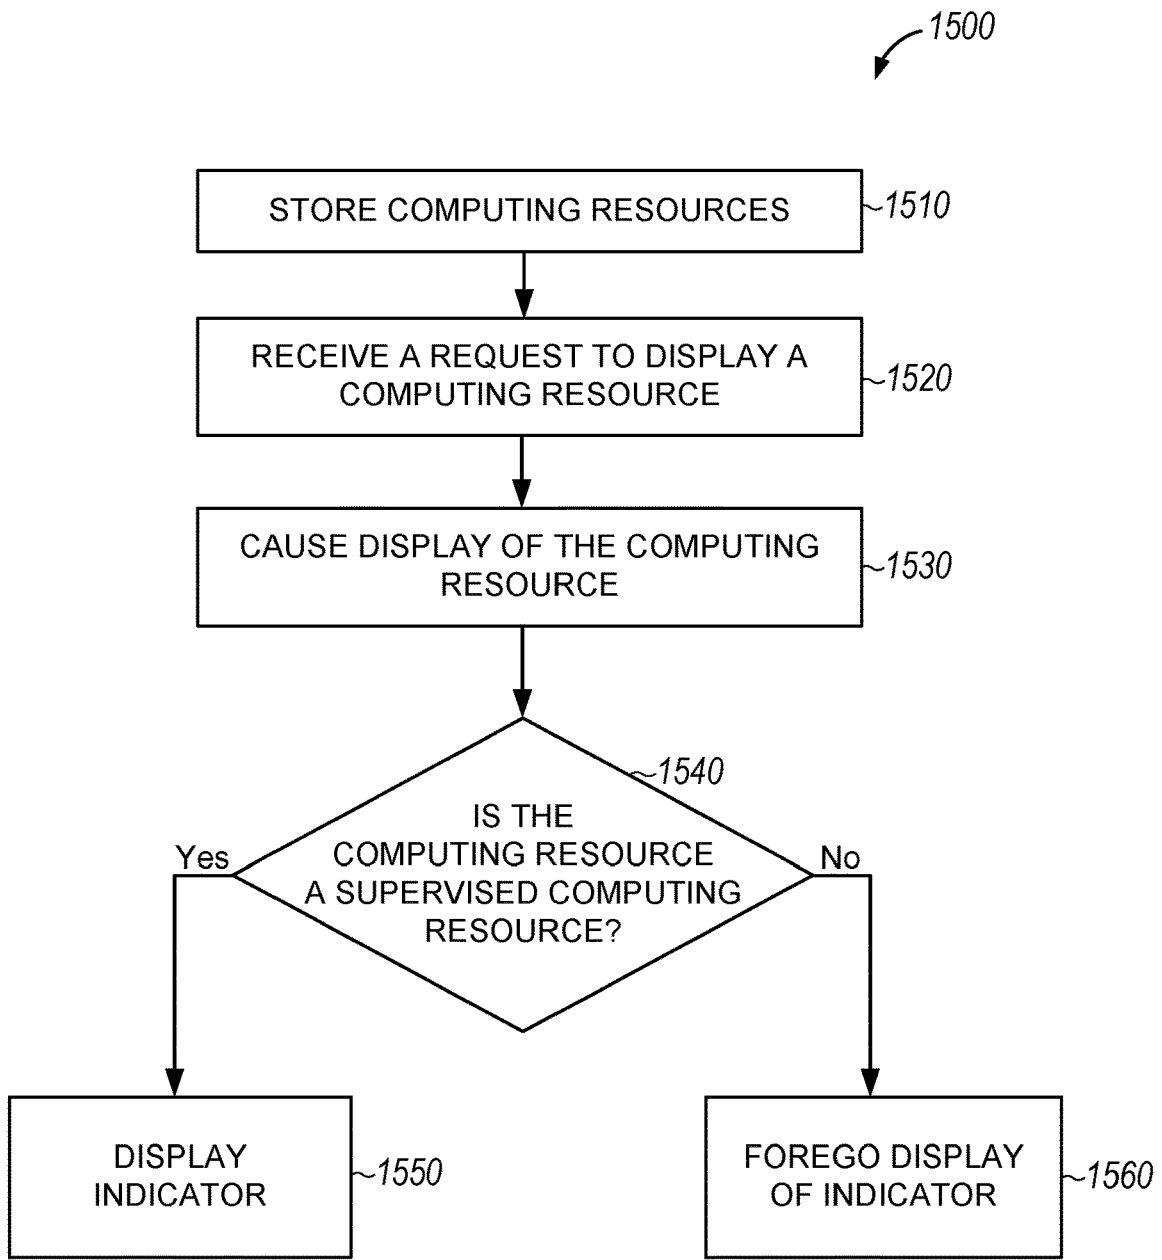 1500
STORE COMPUTING RESOURCES
1510
RECEIVE A REQUEST TO DISPLAY A
COMPUTING RESOURCE
1520
CAUSE DISPLAY OF THE COMPUTING
RESOURCE
1530
1540
IS THE
COMPUTING RESOURCE
A SUPERVISED COMPUTING
RESOURCE?
Yes
No
DISPLAY
INDICATOR
1550
FOREGO DISPLAY
OF INDICATOR
1560